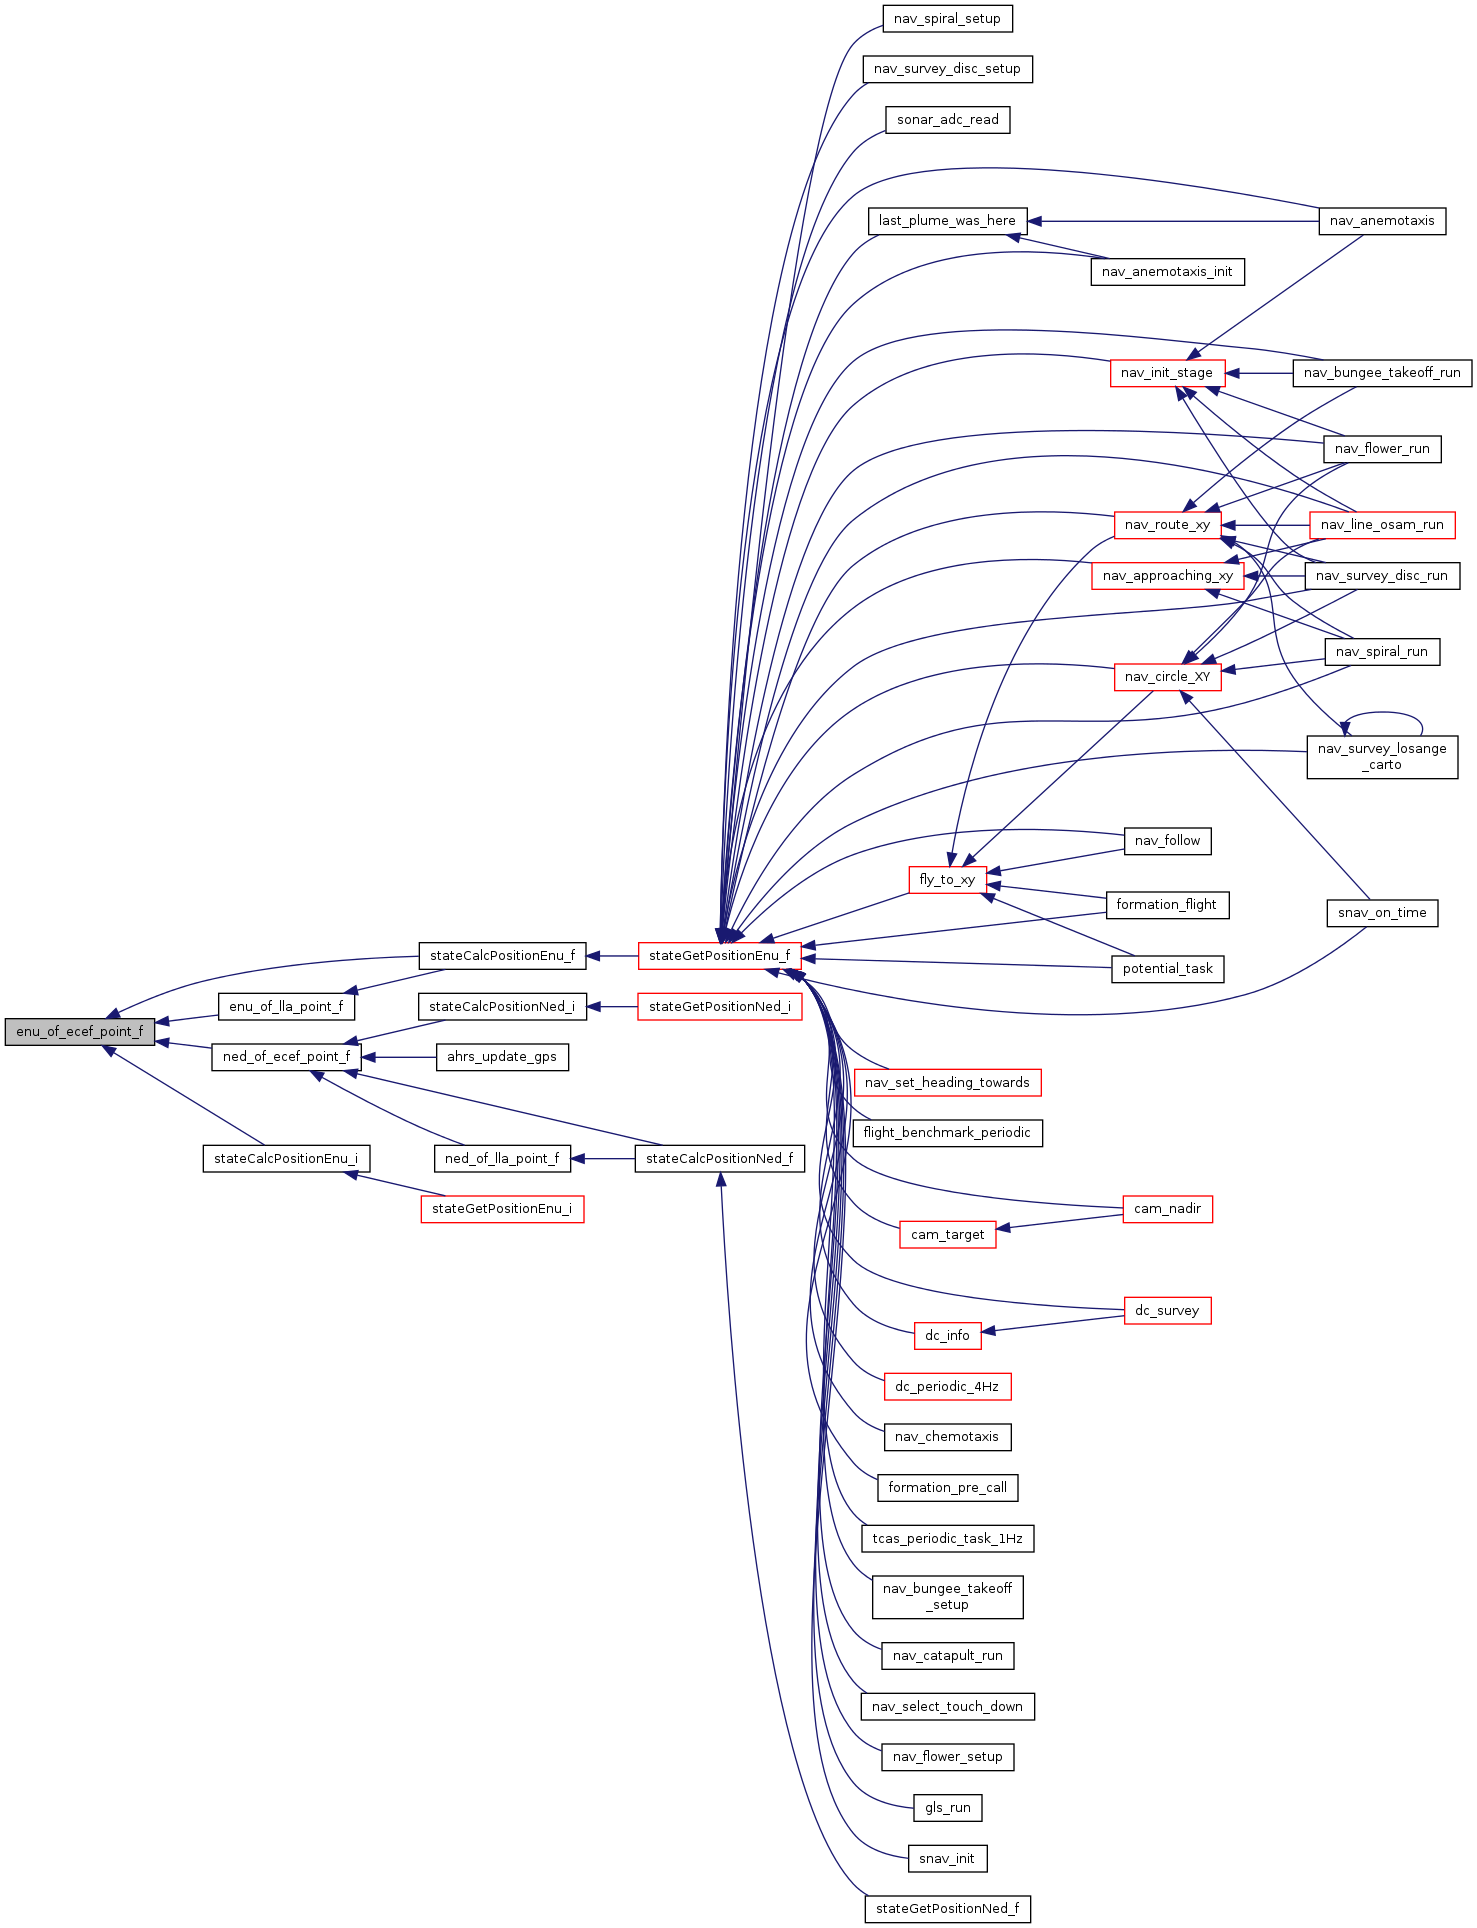 nav_spiral_setup
nav_survey_disc_setup
sonar_adc_read
last_plume_was_here
nav_anemotaxis
nav_anemotaxis_init
nav_init_stage
nav_bungee_takeoff_run
nav_flower_run
nav_route_xy
nav_line_osam_run
nav_approaching_xy
nav_survey_disc_run
nav_spiral_run
nav_circle_XY
nav_survey_losange
_carto
nav_follow
fly_to_xy
formation_flight
snav_on_time
stateCalcPositionEnu_f
stateGetPositionEnu_f
potential_task
enu_of_lla_point_f
stateCalcPositionNed_i
stateGetPositionNed_i
enu_of_ecef_point_f
ned_of_ecef_point_f
ahrs_update_gps
nav_set_heading_towards
flight_benchmark_periodic
stateCalcPositionEnu_i
ned_of_lla_point_f
stateCalcPositionNed_f
stateGetPositionEnu_i
cam_nadir
cam_target
dc_survey
dc_info
dc_periodic_4Hz
nav_chemotaxis
formation_pre_call
tcas_periodic_task_1Hz
nav_bungee_takeoff
_setup
nav_catapult_run
nav_select_touch_down
nav_flower_setup
gls_run
snav_init
stateGetPositionNed_f